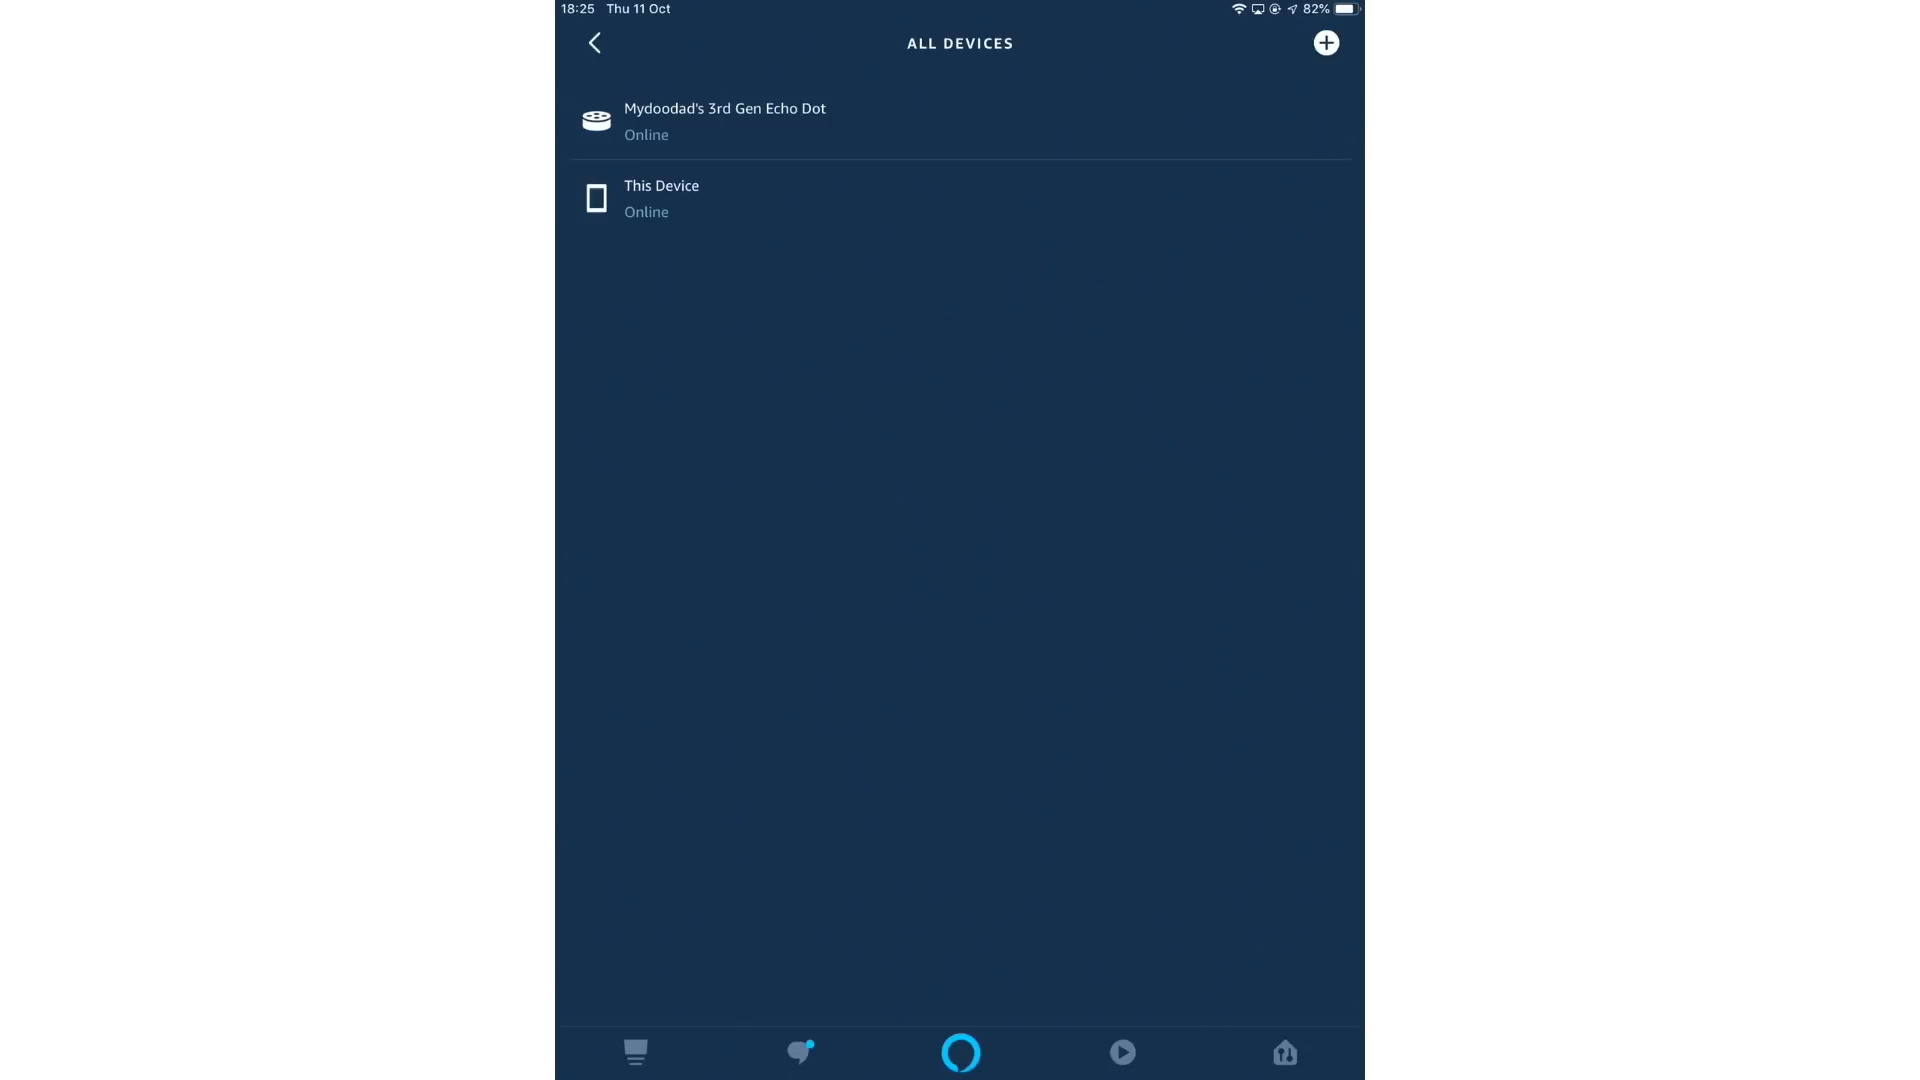 18:25 Thu 11 Oct
82%
ALL DEVICES
Mydoodad's 3rd Gen Echo Dot
Online
This Device
Online